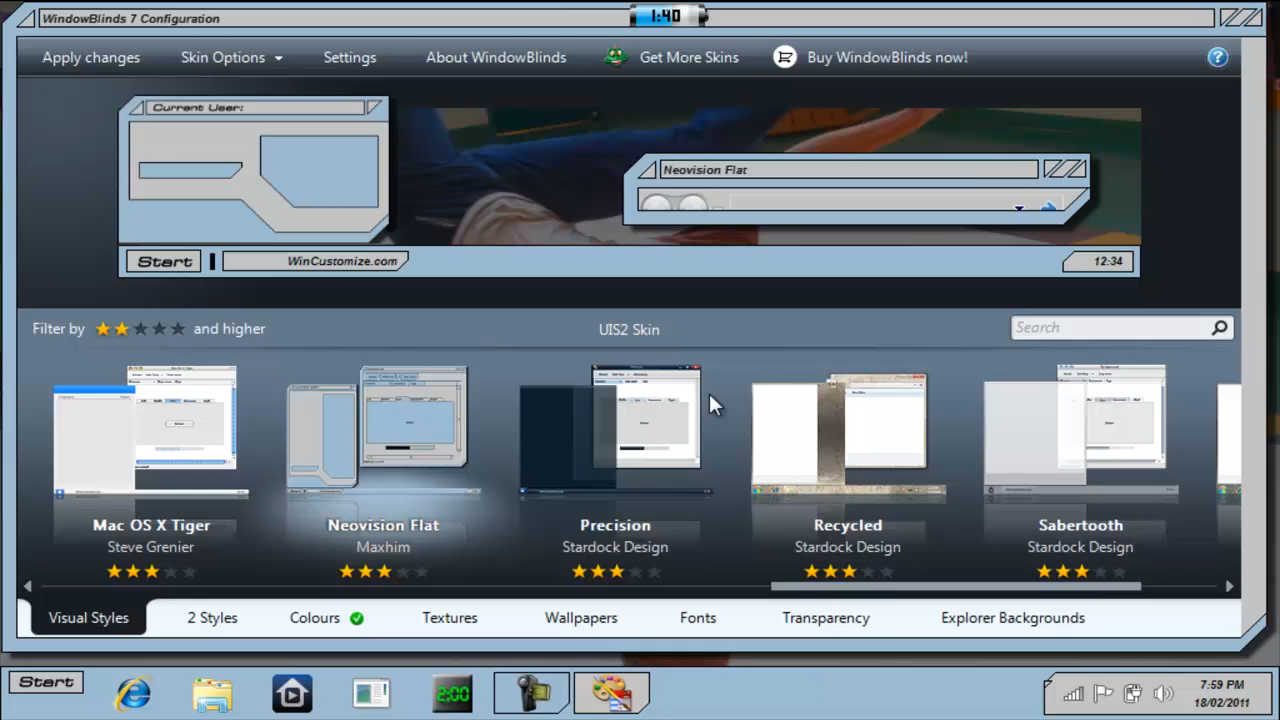 WindowBlinds 7 Configuration
1:40
Apply changes
Skin Options
Settings
About WindowBlinds
Get More Skins
Buy WindowBlinds now!
?
Current User:
Neovision Flat
Start
WinCustomize.com
12:34
Filter by
and higher
UIS2 Skin
Search
Mac OS X Tiger
Neovision Flat
Precision
Recycled
Sabertooth
Steve Grenier
Maxhim
Stardock Design
Stardock Design
Stardock Design
Visual Styles
2 Styles
Colours
Textures
Wallpapers
Fonts
Transparency
Explorer Backgrounds
Start
2:00
7:59 PM
18/02/2011